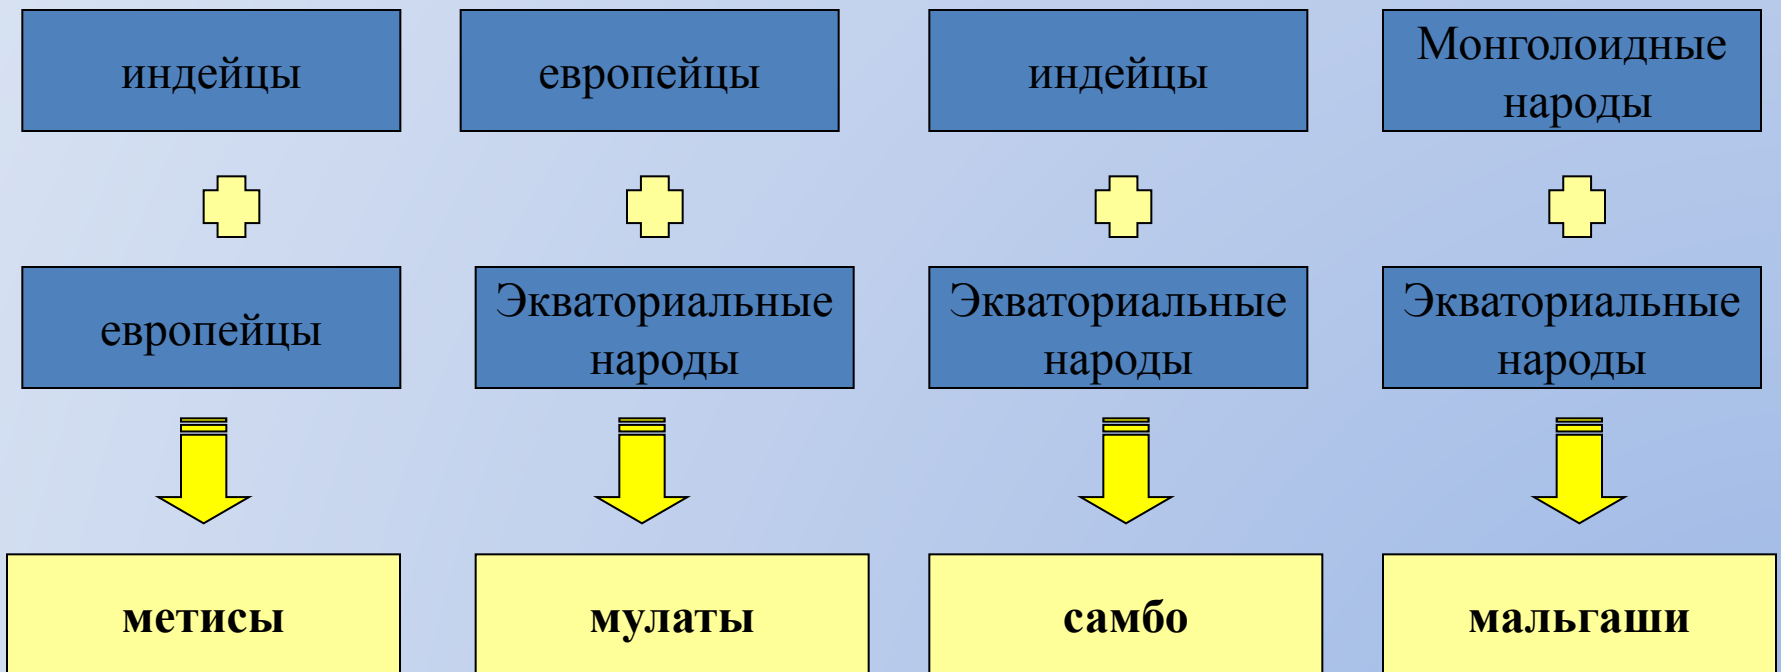 индейцы
европейцы
индейцы
Монголоидные
народы
европейцы
Экваториальные
народы
Экваториальные
народы
Экваториальные
народы
метисы
мулаты
самбо
мальгаши